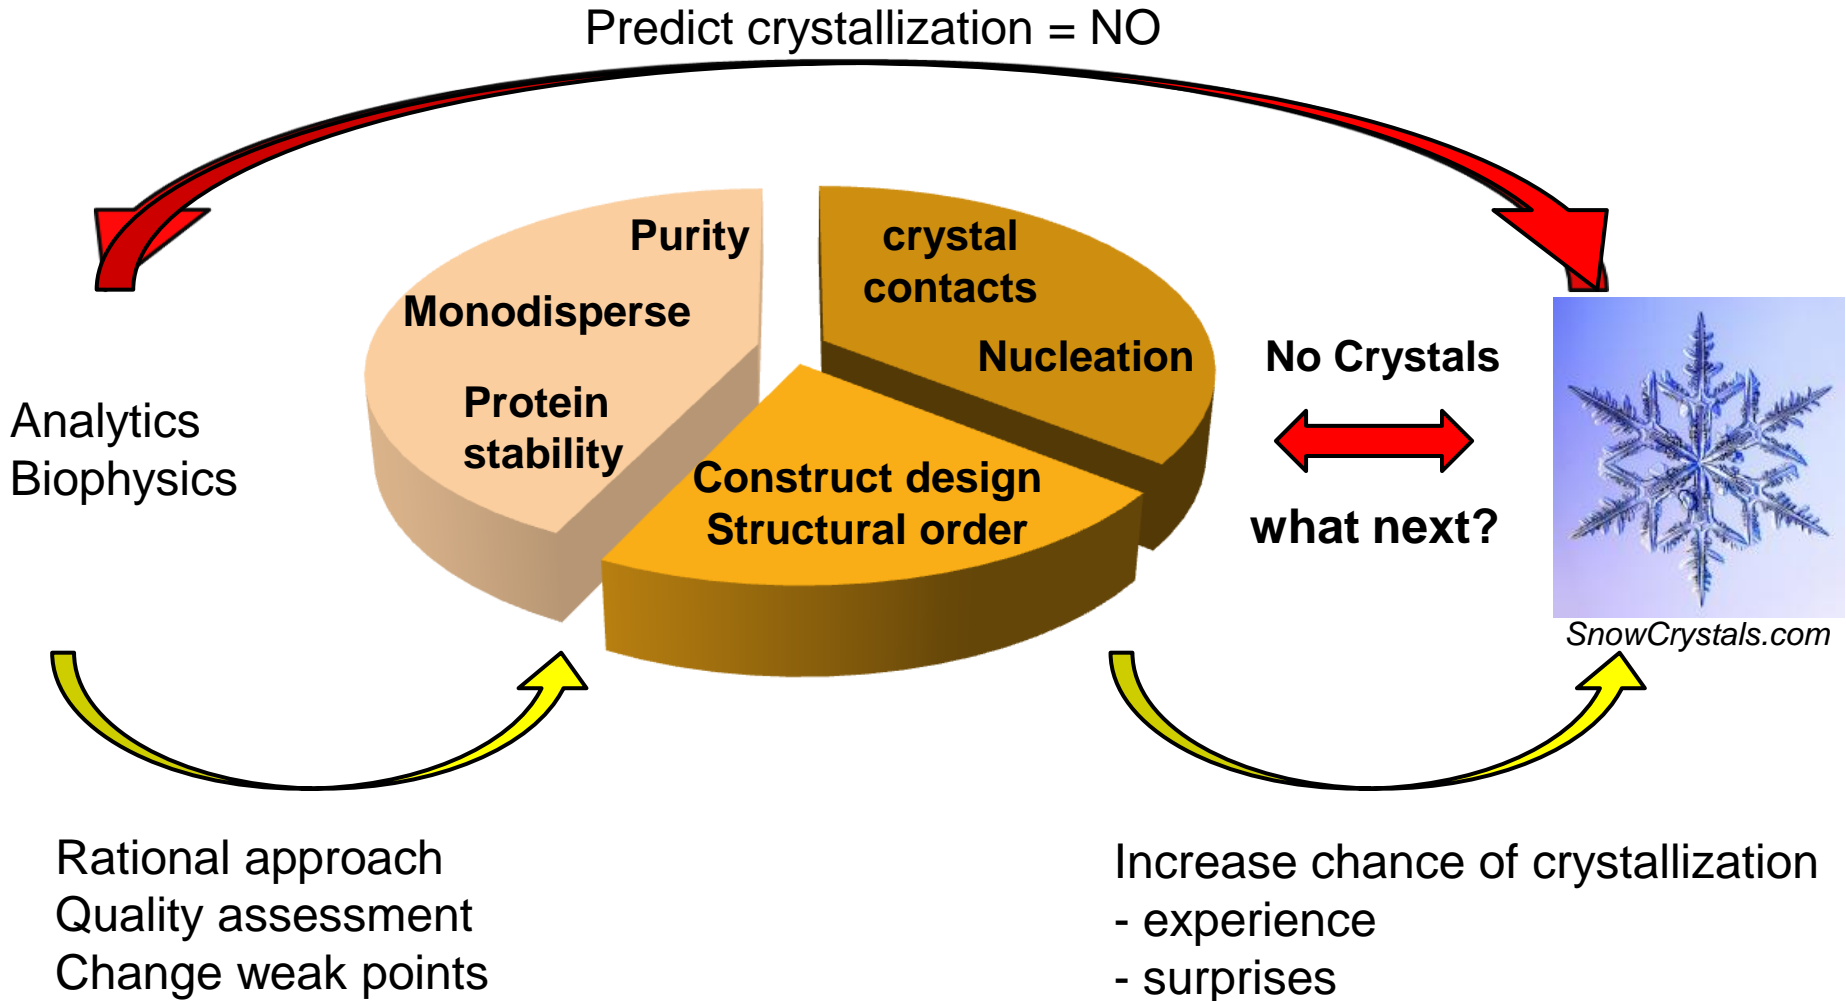 Predict crystallization = NO
Purity
Monodisperse
Protein
stability
crystal
contacts
Nucleation
Construct design
Structural order
No Crystals
what next?
Analytics
Biophysics
SnowCrystals.com
Rational approach
Quality assessment
Change weak points
Increase chance of crystallization
- experience
- surprises